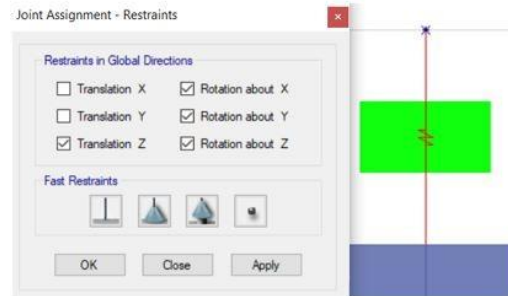 Joint Assignment - Restraints
Restraints in Global Directions
Translation X
Rotation about X
Translation Y
Rotation about Y
Translation Z
Rotation about Z
Fast Restraints
OK
Close
Apply